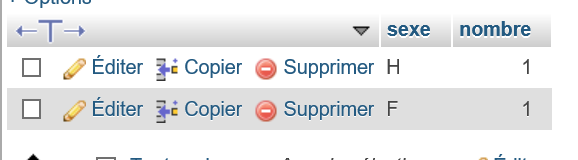 Options
sexe nombre
Éditer Copier Supprimer H 1
Éditer Copier Supprimer F 1